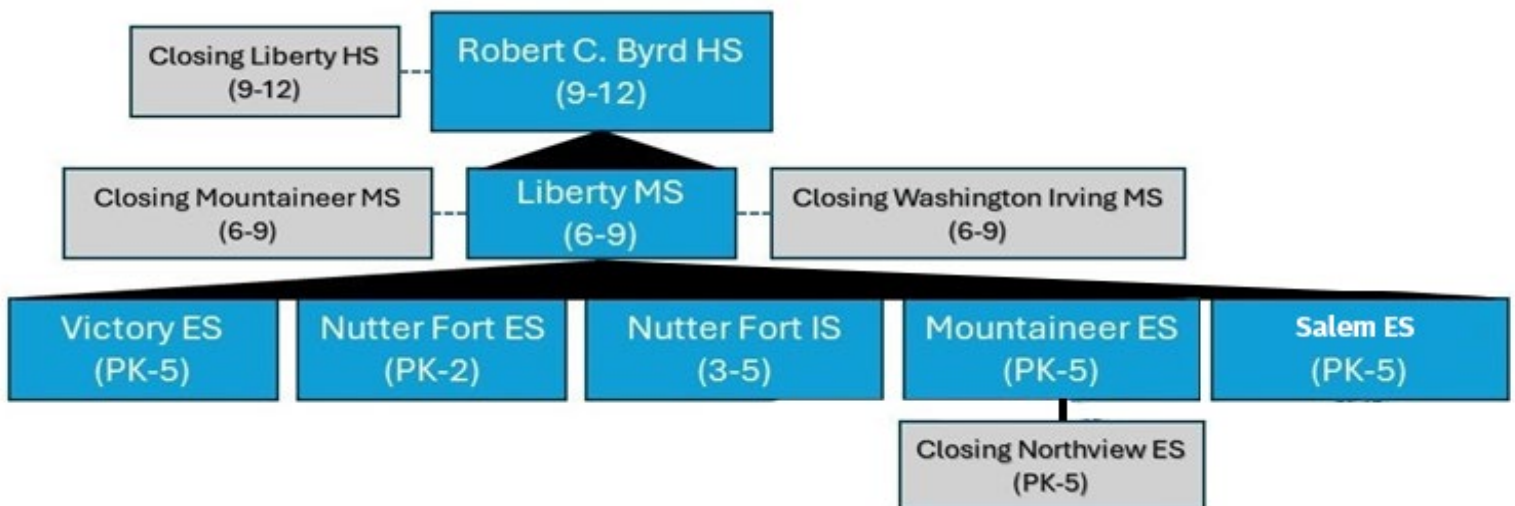 Closing Liberty HS
(9-12)
Robert C. Byrd HS
(9-12)
Closing Mountaineer MS
(6-9)
Liberty MS
(6-9)
Closing Washington Irving MS
(6-9)
Victory ES
(PK-5)
Nutter Fort ES
(PK-2)
Nutter Fort IS
(3-5)
Mountaineer ES
(PK-5)
Salem ES
(PK-5)
Closing Northview ES
(PK-5)